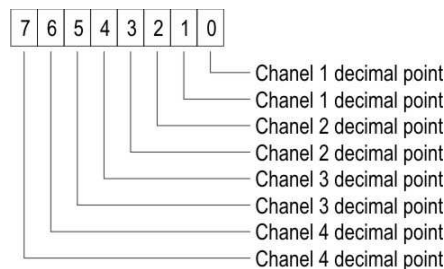 7 6 5 4 3 2 1 0
Chanel 1 decimal point
Chanel 1 decimal point
Chanel 2 decimal point
Chanel 2 decimal point
Chanel 3 decimal point
Chanel 3 decimal point
Chanel 4 decimal point
Chanel 4 decimal point